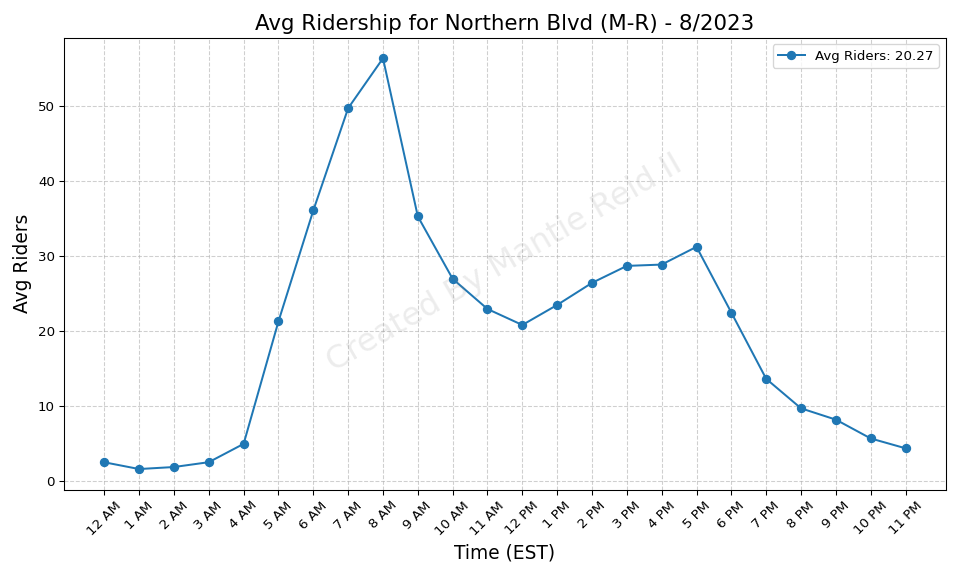 Avg Ridership for Northern Blvd (M-R) - 8/2023
Avg Riders: 20.27
Avg Riders
50
40
30
20
10
0
Created By Mantie Reid II
12 AM
1 AM
2 AM
3 AM
4 AM
5 AM
6 AM
7 AM
8 AM
9 AM
10 AM
11 AM
12 PM
1 PM
2 PM
3 PM
4 PM
5 PM
6 PM
7 PM
8 PM
9 PM
10 PM
11 PM
Time (EST)